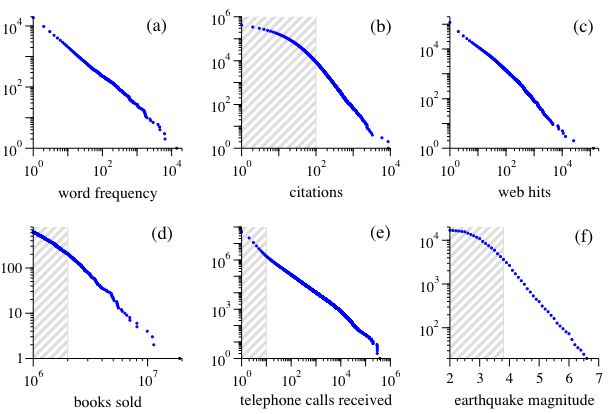 (a) (b) (c)
10^4 10^2 10^0
10^0 10^2 10^4
word frequency
10^6 10^4 10^2 10^0
10^0 10^2 10^4
citations
10^4 10^2 10^0
10^0 10^2 10^4
web hits
(d) (e) (f)
100 10 1
10^6 10^7
books sold
10^6 10^3 10^0
10^0 10^2 10^4 10^6
telephone calls received
10^4 10^3 10^2
2 3 4 5 6 7
earthquake magnitude